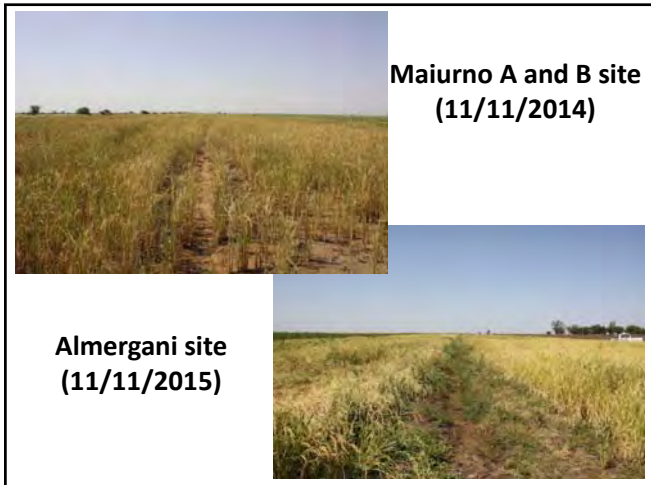 Maiurno A and B site
(11/11/2014)
Almergani site
(11/11/2015)